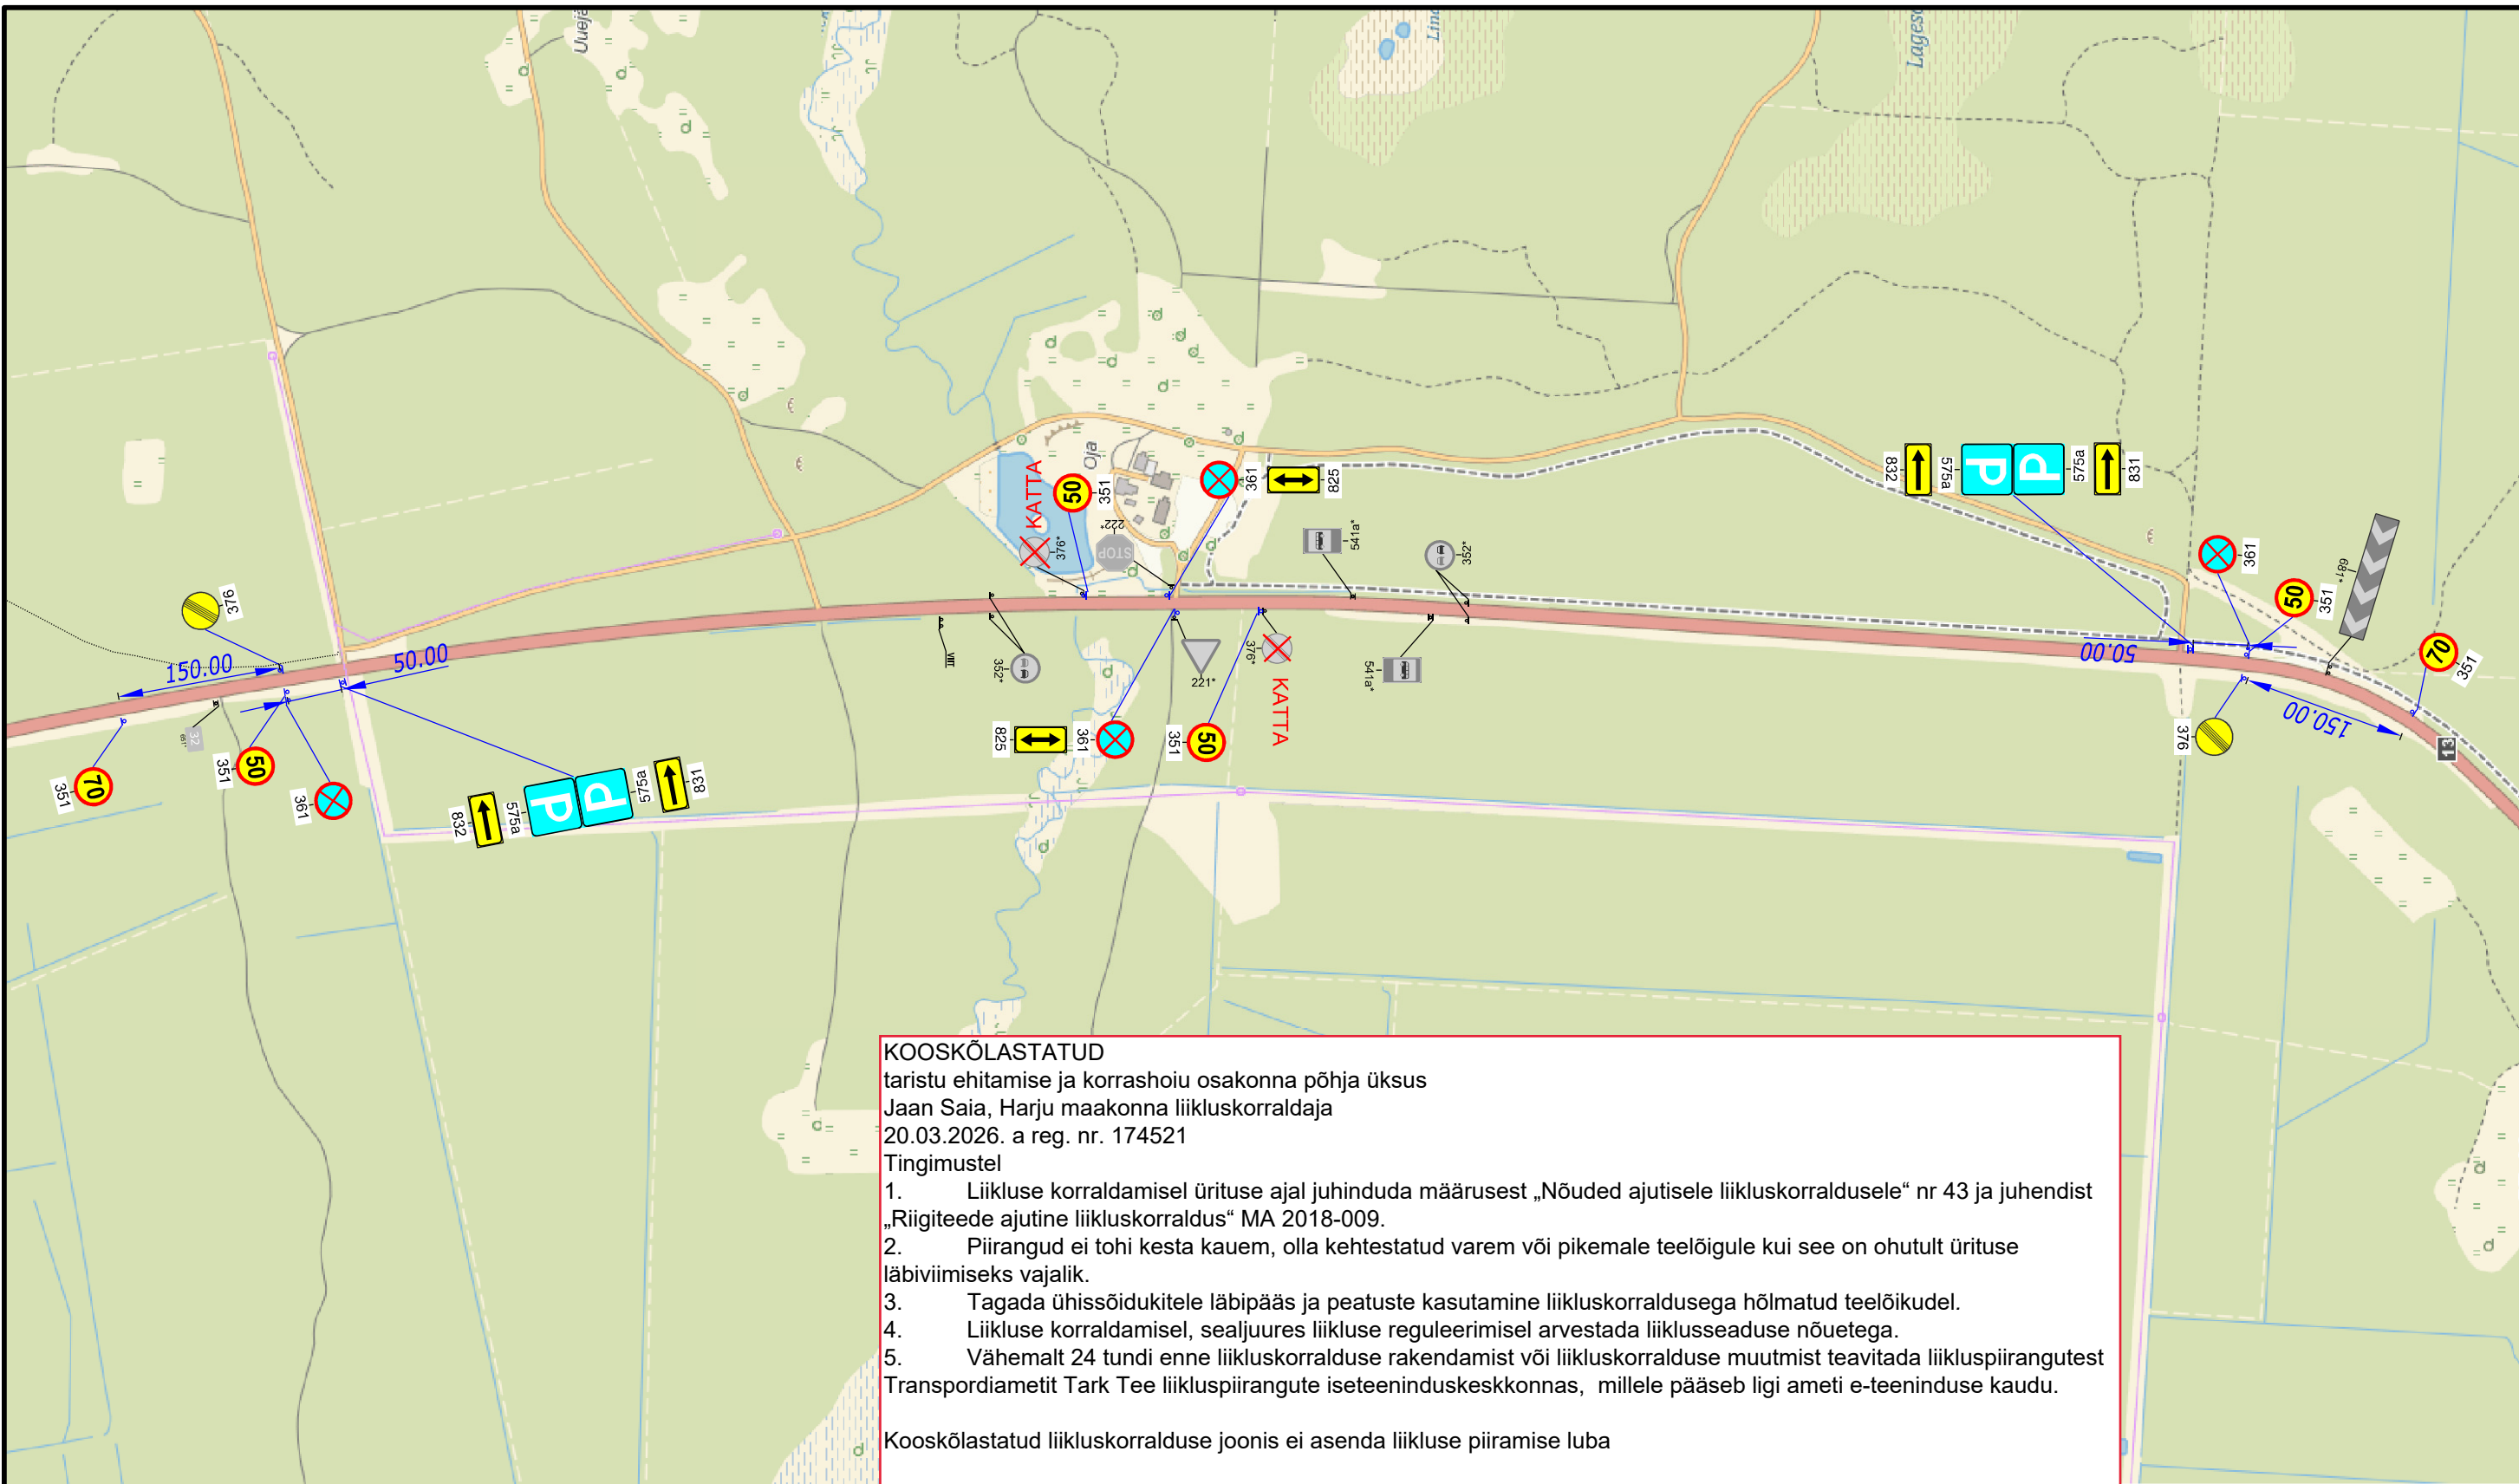 Uuejä
Lind
Lageso
Oja
KATTA
376*
50
351
STOP
222*
361
825
541a*
352*
832
575a
P
P
575a
831
361
50
351
681*
70
351
376
150.00
50.00
32
351
70
351
50
361
832
575a
P
P
575a
831
VIIT
352*
221*
376*
KATTA
825
361
351
50
541a*
50.00
376
150.00
13
KOOSKÕLASTATUD
taristu ehitamise ja korrashoiu osakonna põhja üksus
Jaan Saia, Harju maakonna liikluskorraldaja
20.03.2026. a reg. nr. 174521
Tingimustel
1. Liikluse korraldamisel ürituse ajal juhinduda määrusest „Nõuded ajutisele liikluskorraldusele“ nr 43 ja juhendist
„Riigiteede ajutine liikluskorraldus“ MA 2018-009.
2. Piirangud ei tohi kesta kauem, olla kehtestatud varem või pikemale teelõigule kui see on ohutult ürituse
läbiviimiseks vajalik.
3. Tagada ühissõidukitele läbipääs ja peatuste kasutamine liikluskorraldusega hõlmatud teelõikudel.
4. Liikluse korraldamisel, sealjuures liikluse reguleerimisel arvestada liiklusseaduse nõuetega.
5. Vähemalt 24 tundi enne liikluskorralduse rakendamist või liikluskorralduse muutmist teavitada liikluspiirangutest
Transpordiametit Tark Tee liikluspiirangute iseteeninduskeskkonnas, millele pääseb ligi ameti e-teeninduse kaudu.
Kooskõlastatud liikluskorralduse joonis ei asenda liikluse piiramise luba